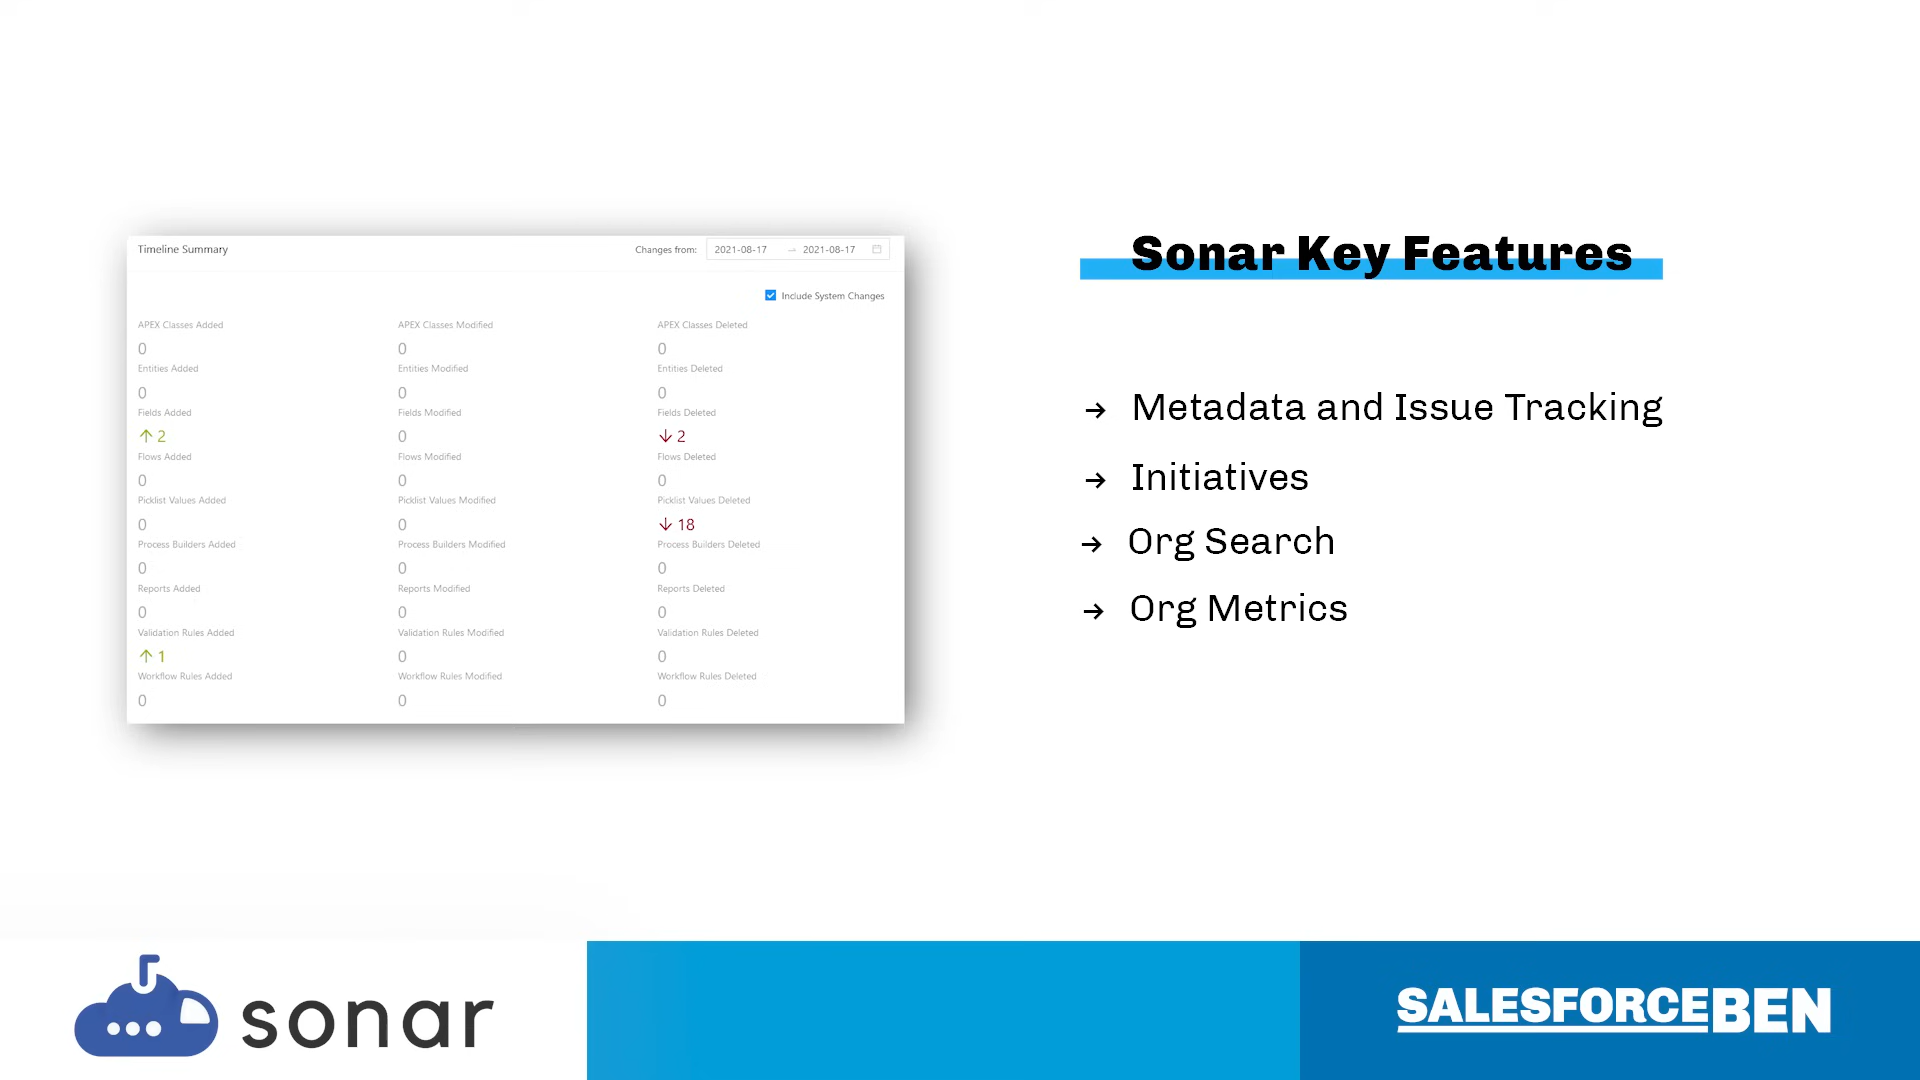 Timeline Summary
Changes from: 2021-08-17 → 2021-08-17
Include System Changes
APEX Classes Added APEX Classes Modified APEX Classes Deleted
0 0 0
Entities Added Entities Modified Entities Deleted
0 0 0
Fields Added Fields Modified Fields Deleted
↑ 2 0 ↓ 2
Flows Added Flows Modified Flows Deleted
0 0 0
Picklist Values Added Picklist Values Modified Picklist Values Deleted
0 0 ↓ 18
Process Builders Added Process Builders Modified Process Builders Deleted
0 0 0
Reports Added Reports Modified Reports Deleted
0 0 0
Validation Rules Added Validation Rules Modified Validation Rules Deleted
↑ 1 0 0
Workflow Rules Added Workflow Rules Modified Workflow Rules Deleted
0 0 0
Sonar Key Features
→ Metadata and Issue Tracking
→ Initiatives
→ Org Search
→ Org Metrics
sonar
SALESFORCEBEN